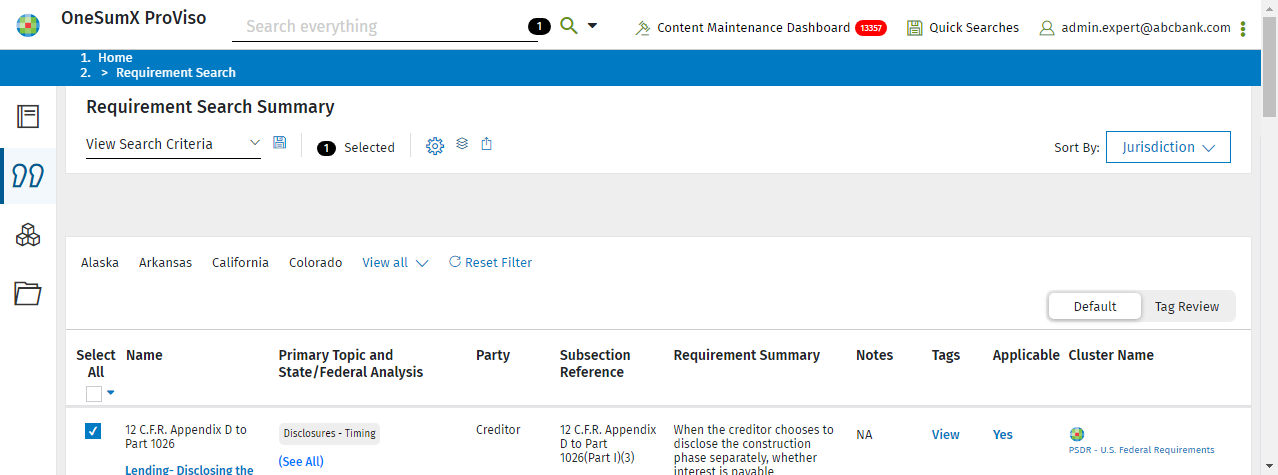 OneSumX ProViso
Search everything
1
Content Maintenance Dashboard 13357
Quick Searches
admin.expert@abcbank.com
1. Home
2. > Requirement Search
Requirement Search Summary
View Search Criteria
1 Selected
Sort By: Jurisdiction
Alaska Arkansas California Colorado View all Reset Filter
Default Tag Review
Select All
Name
Primary Topic and
State/Federal Analysis
Party
Subsection
Reference
Requirement Summary
Notes
Tags
Applicable
Cluster Name
12 C.F.R. Appendix D to
Part 1026
Lending- Disclosing the
Disclosures - Timing
(See All)
Creditor
12 C.F.R. Appendix
D to Part
1026(Part I)(3)
When the creditor chooses to
disclose the construction
phase separately, whether
interest is payable
NA
View
Yes
PSDR - U.S. Federal Requirements